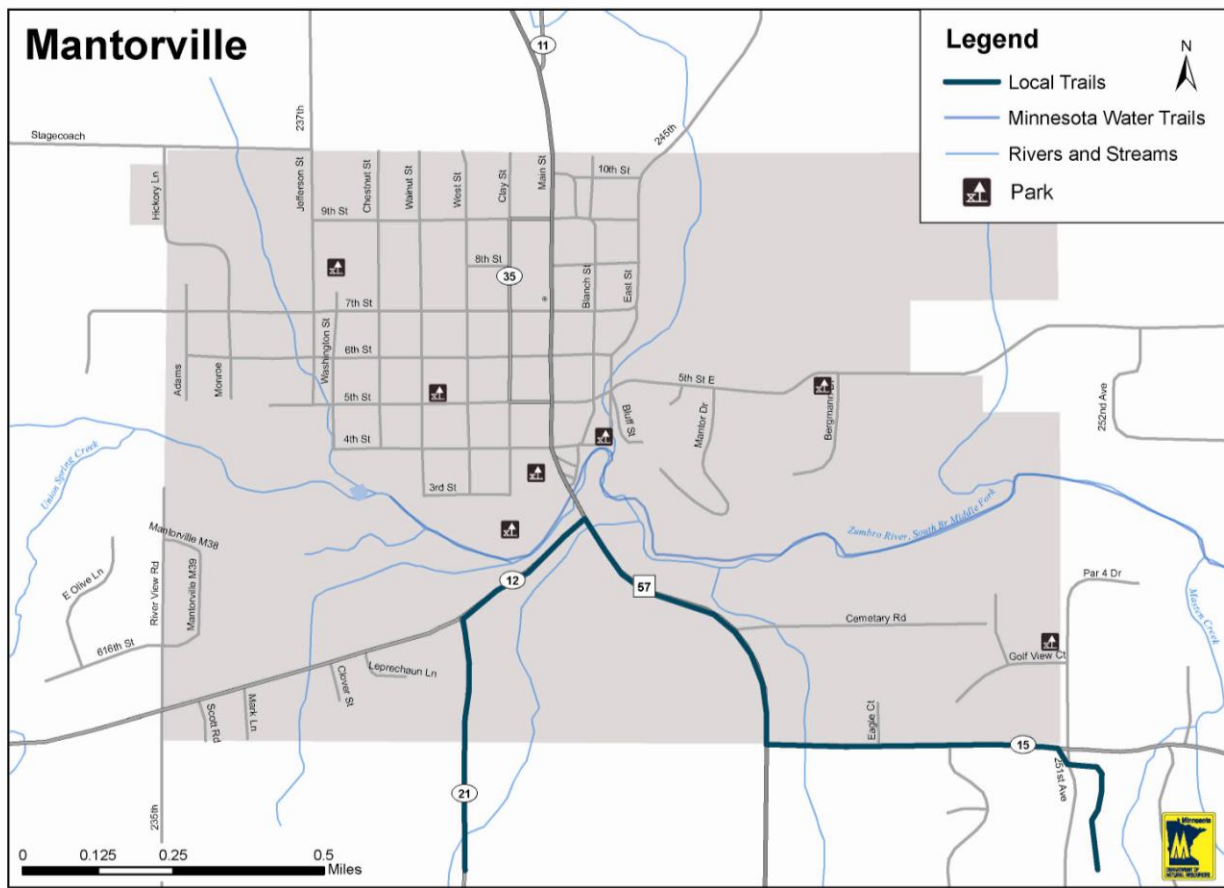 Mantorville
Legend
N
Local Trails
Minnesota Water Trails
Rivers and Streams
Park
11
Stagecoach
237th
245th
Hickory Ln
Jefferson St
Chestnut St
Walnut St
West St
Clay St
Main St
10th St
9th St
8th St
35
Blanch St
East St
7th St
Washington St
6th St
Adams
Monroe
5th St
5th St E
Bluff St
Mantor Dr
Bergmann Dr
252nd Ave
4th St
3rd St
Union Spring Creek
Zumbro River, South Br Middle Fork
Masten Creek
Mantorville M38
Mantorville M39
River View Rd
E Olive Ln
616th St
12
57
Par 4 Dr
Cemetary Rd
Golf View Ct
Leprechaun Ln
Clover St
Mark Ln
Scott Rd
Eagle Ct
15
251st Ave
21
235th
0 0.125 0.25 0.5
Miles
Minnesota
DEPARTMENT OF
NATURAL RESOURCES